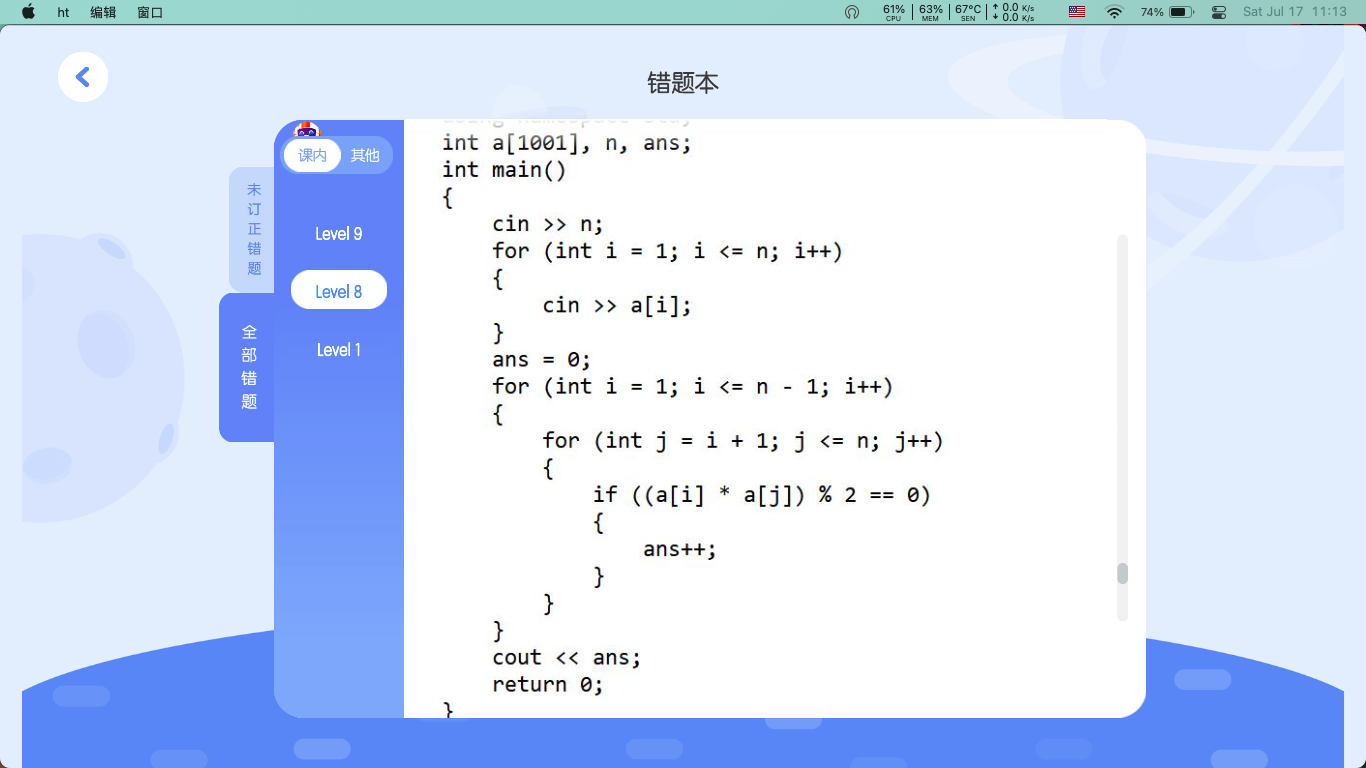 ht 编辑 窗口 61% CPU 63% MEM 67°C SEN ↑ 0.0 K/s ↓ 0.0 K/s 74% Sat Jul 17 11:13
错题本
课内 其他
未订正错题
全部错题
Level 9
Level 8
Level 1
using namespace std;
int a[1001], n, ans;
int main()
{
    cin >> n;
    for (int i = 1; i <= n; i++)
    {
        cin >> a[i];
    }
    ans = 0;
    for (int i = 1; i <= n - 1; i++)
    {
        for (int j = i + 1; j <= n; j++)
        {
            if ((a[i] * a[j]) % 2 == 0)
            {
                ans++;
            }
        }
    }
    cout << ans;
    return 0;
}